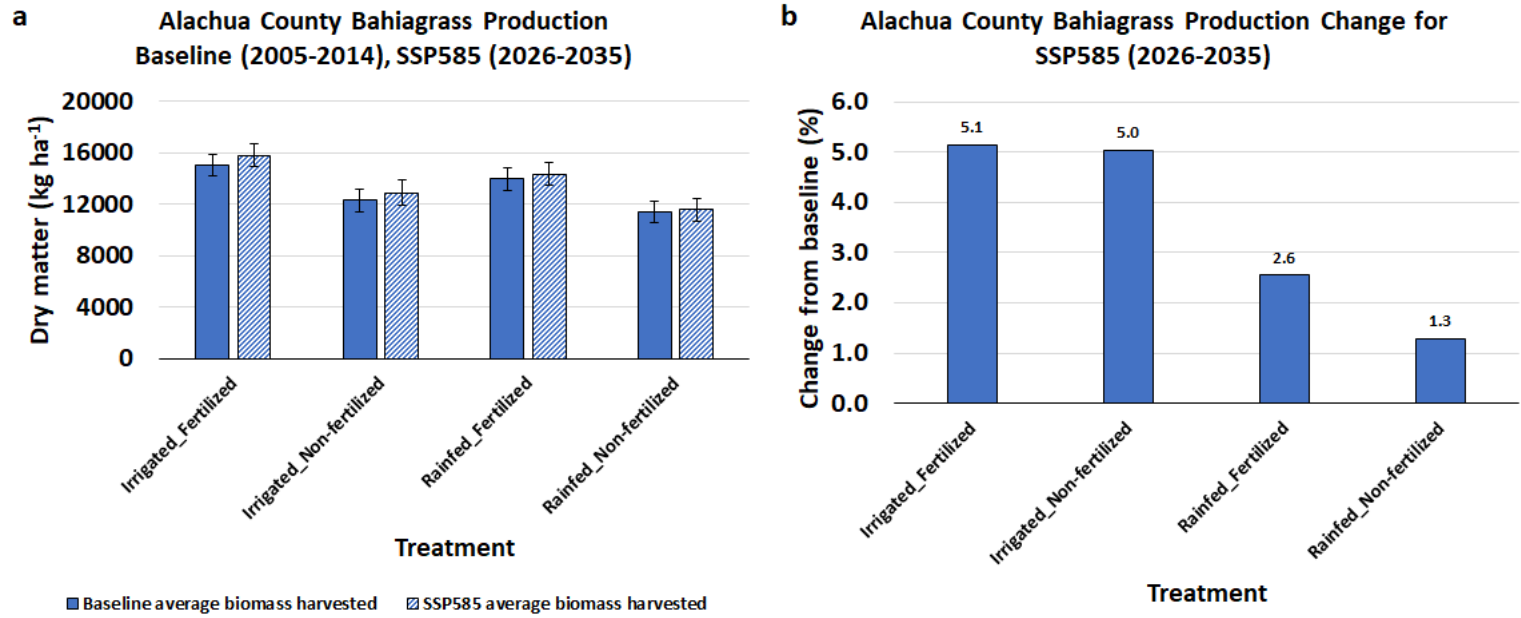 a
Alachua County Bahiagrass Production
Baseline (2005-2014), SSP585 (2026-2035)
Dry matter (kg ha-1)
20000
16000
12000
8000
4000
0
Irrigated_Fertilized
Irrigated_Non-fertilized
Rainfed_Fertilized
Rainfed_Non-fertilized
Treatment
Baseline average biomass harvested
SSP585 average biomass harvested
b
Alachua County Bahiagrass Production Change for
SSP585 (2026-2035)
Change from baseline (%)
6.0
5.0
4.0
3.0
2.0
1.0
0.0
5.1
5.0
2.6
1.3
Irrigated_Fertilized
Irrigated_Non-fertilized
Rainfed_Fertilized
Rainfed_Non-fertilized
Treatment